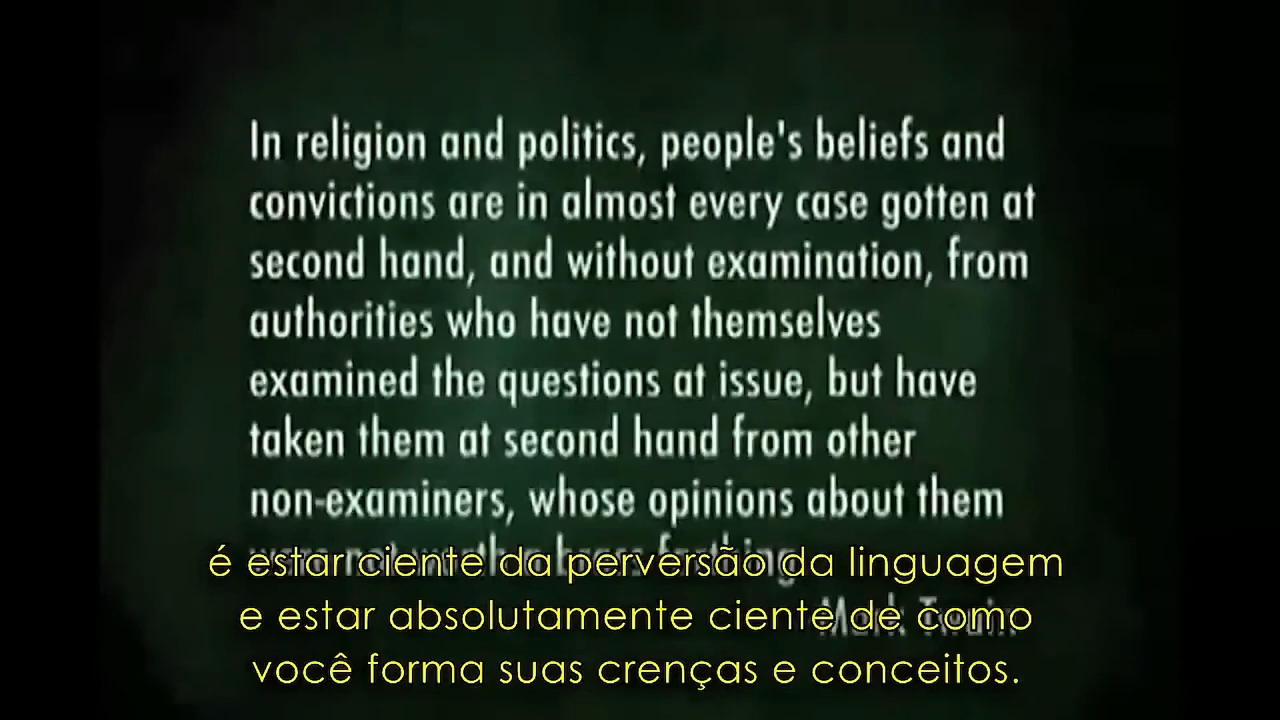 In religion and politics, people's beliefs and
convictions are in almost every case gotten at
second hand, and without examination, from
authorities who have not themselves
examined the questions at issue, but have
taken them at second hand from other
non-examiners, whose opinions about them
é estar ciente da perversão da linguagem
Mark Twain
e estar absolutamente ciente de como
você forma suas crenças e conceitos.